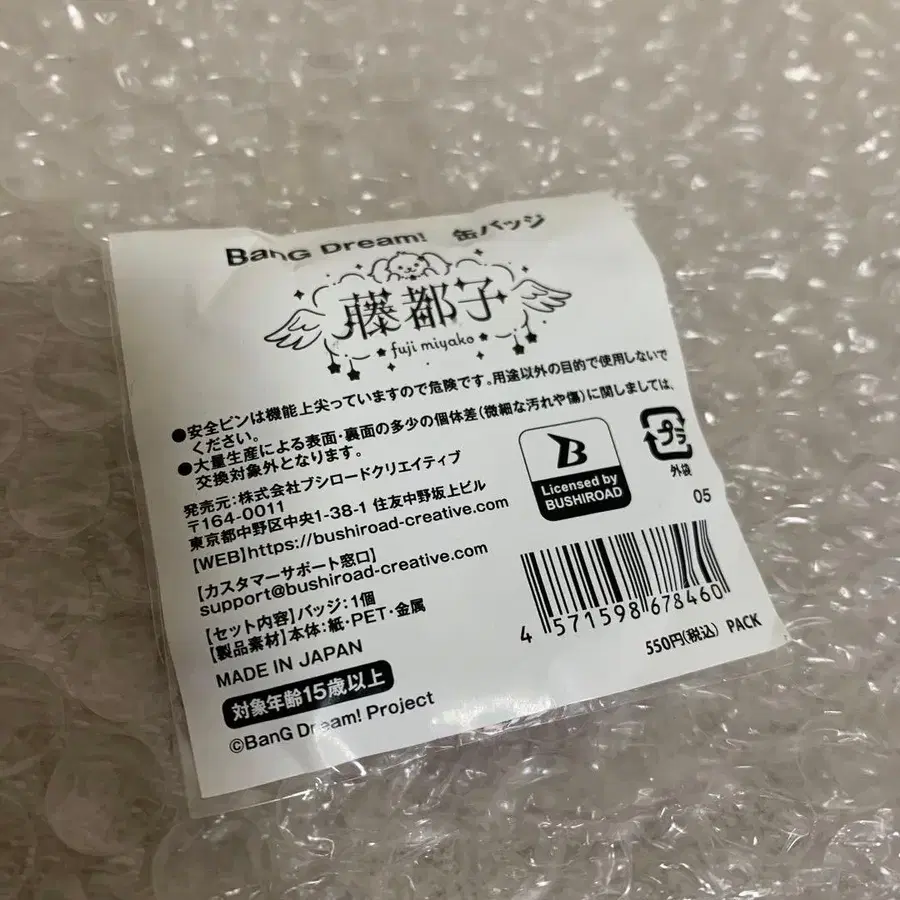 BanG Dream! 缶バッジ
藤都子
fuji miyako
●安全ピンは機能上尖っていますので危険です。用途以外の目的で使用しないで
ください。
●大量生産による表面・裏面の多少の個体差(微細な汚れや傷)に関しましては、
交換対象外となります。
発売元:株式会社ブシロードクリエイティブ
〒164-0011
東京都中野区中央1-38-1 住友中野坂上ビル
【WEB】https://bushiroad-creative.com
【カスタマーサポート窓口】
support@bushiroad-creative.com
【セット内容】バッジ:1個
【製品素材】本体:紙・PET・金属
MADE IN JAPAN
対象年齢15歳以上
©BanG Dream! Project
B
Licensed by
BUSHIROAD
プラ
外袋
05
4 571598 678460
550円(税込) PACK